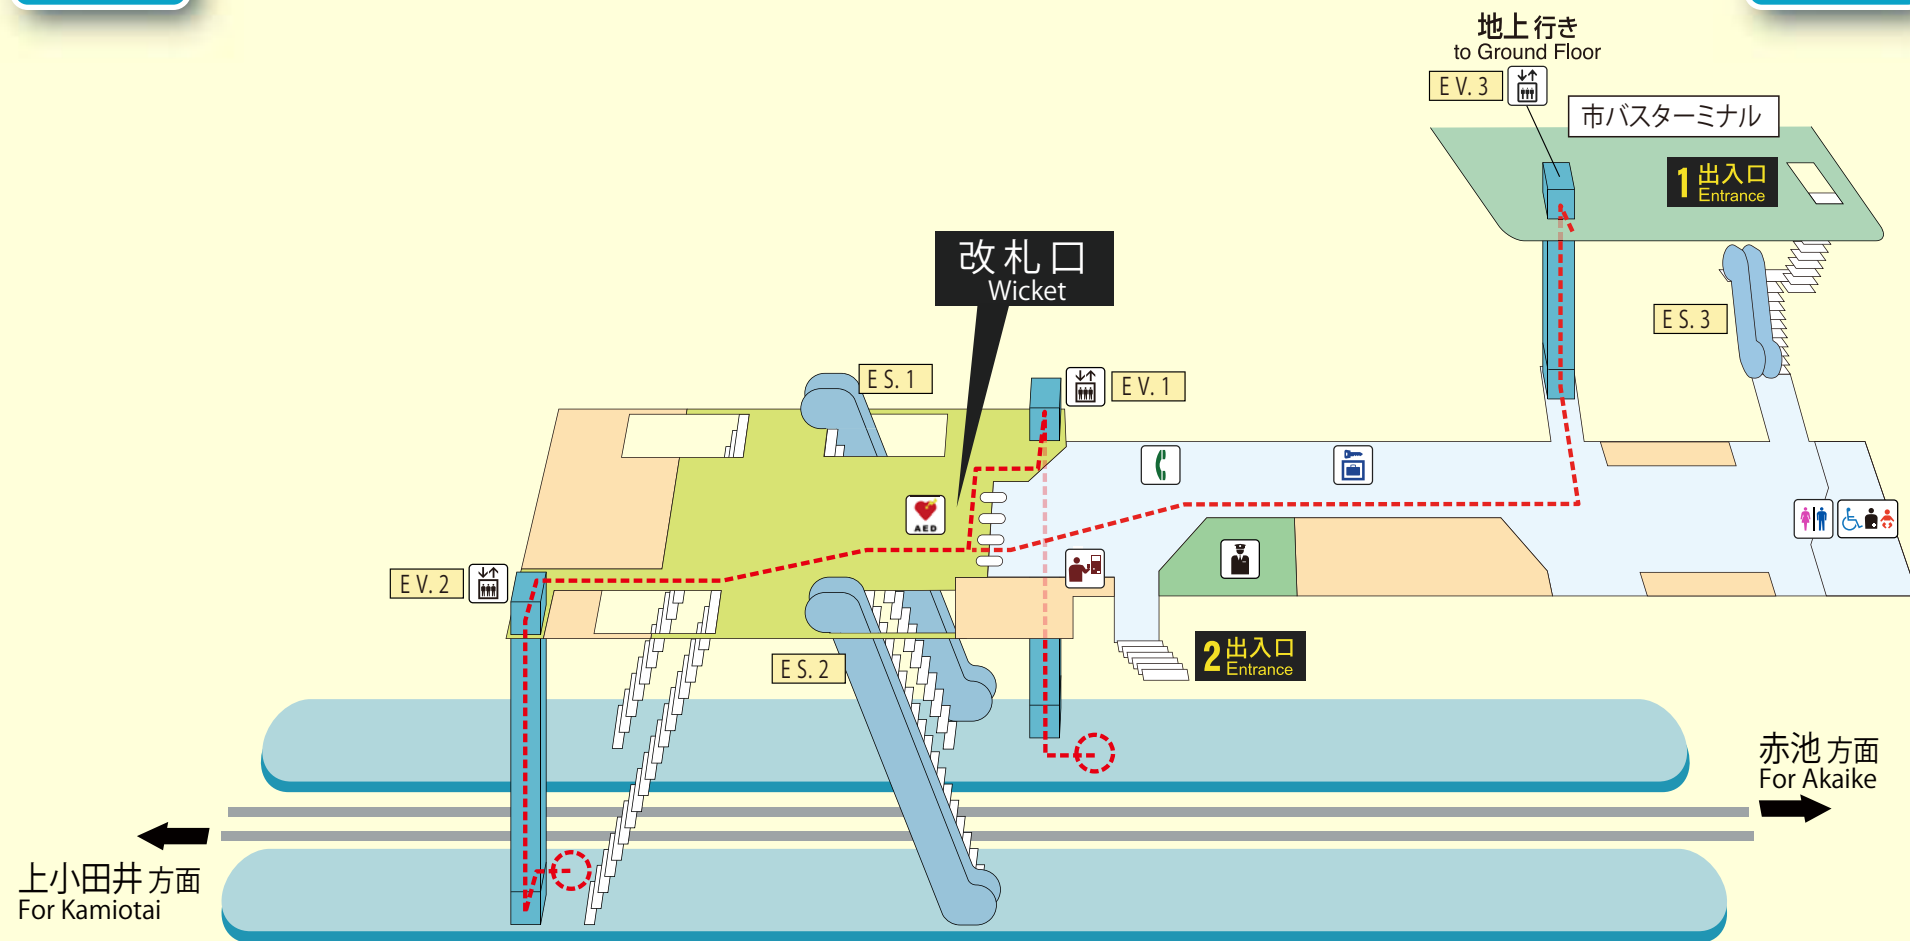 地上行き
to Ground Floor
EV. 3
市バスターミナル
1 出入口
Entrance
改札口
Wicket
ES. 3
ES. 1
EV. 1
AED
EV. 2
2 出入口
Entrance
ES. 2
赤池方面
For Akaike
上小田井方面
For Kamiotai